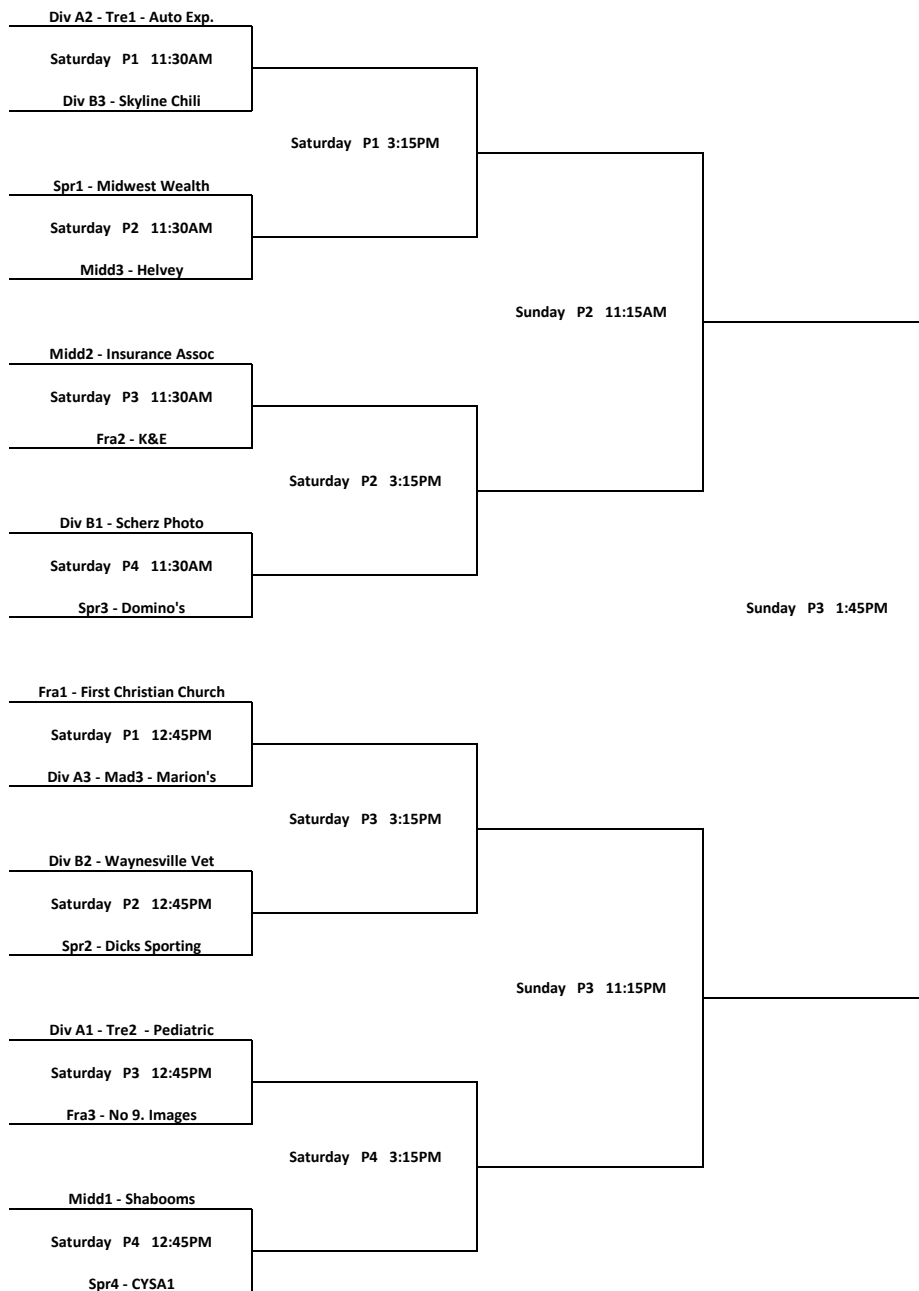 Div A2 - Tre1 - Auto Exp.
Saturday P1 11:30AM
Div B3 - Skyline Chili
Saturday P1 3:15PM
Spr1 - Midwest Wealth
Saturday P2 11:30AM
Midd3 - Helvey
Sunday P2 11:15AM
Midd2 - Insurance Assoc
Saturday P3 11:30AM
Fra2 - K&E
Saturday P2 3:15PM
Div B1 - Scherz Photo
Saturday P4 11:30AM
Spr3 - Domino's
Sunday P3 1:45PM
Fra1 - First Christian Church
Saturday P1 12:45PM
Div A3 - Mad3 - Marion's
Saturday P3 3:15PM
Div B2 - Waynesville Vet
Saturday P2 12:45PM
Spr2 - Dicks Sporting
Sunday P3 11:15PM
Div A1 - Tre2 - Pediatric
Saturday P3 12:45PM
Fra3 - No 9. Images
Saturday P4 3:15PM
Midd1 - Shabooms
Saturday P4 12:45PM
Spr4 - CYSA1